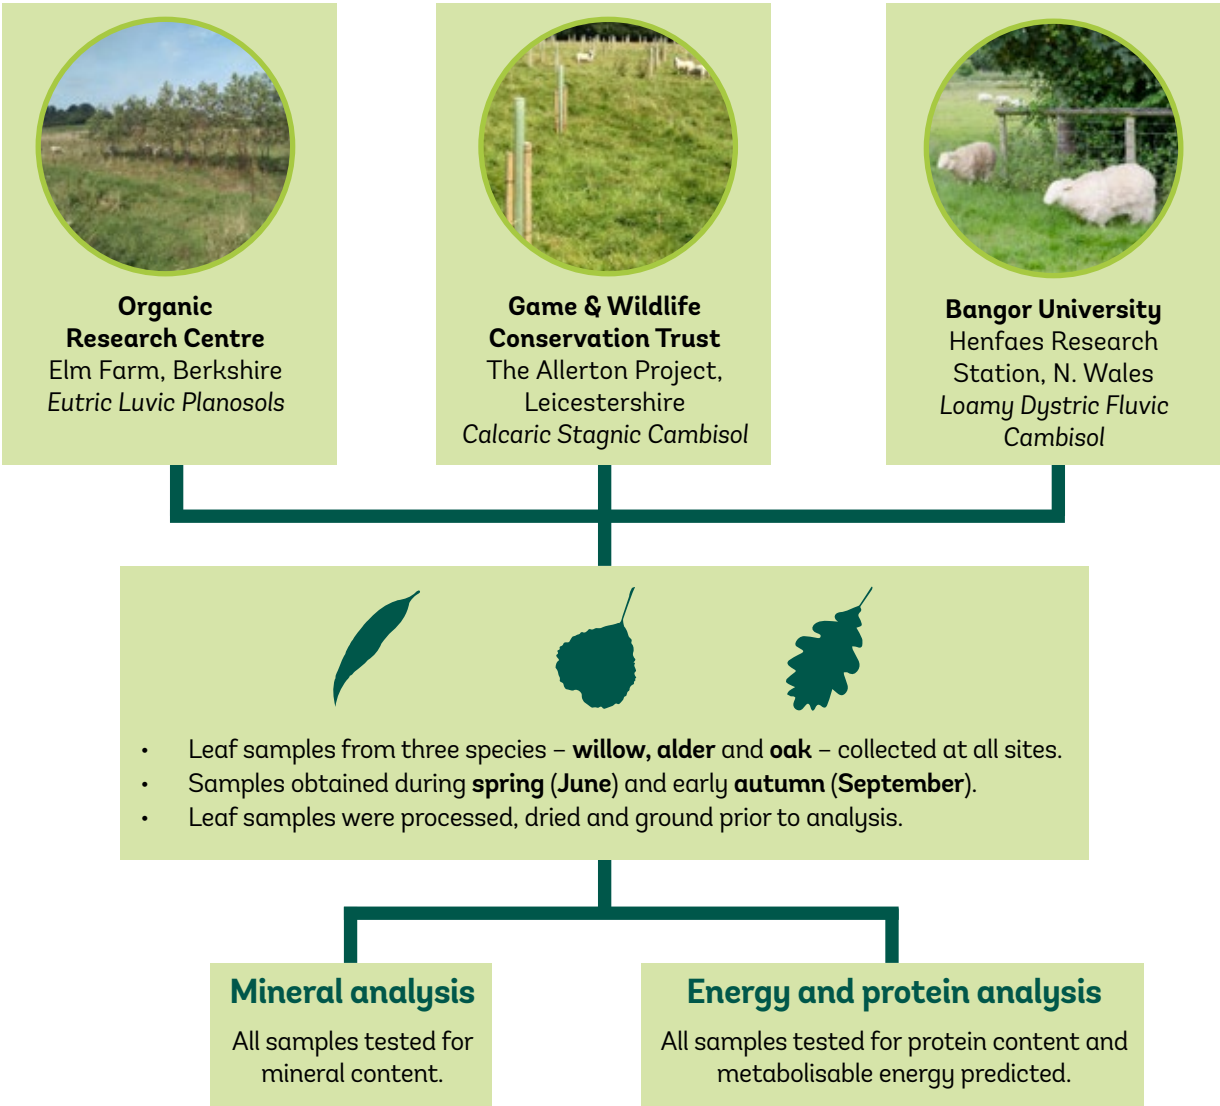 Organic
Research Centre
Elm Farm, Berkshire
Eutric Luvic Planosols
Game & Wildlife
Conservation Trust
The Allerton Project,
Leicestershire
Calcaric Stagnic Cambisol
Bangor University
Henfaes Research
Station, N. Wales
Loamy Dystric Fluvic
Cambisol
• Leaf samples from three species – willow, alder and oak – collected at all sites.
• Samples obtained during spring (June) and early autumn (September).
• Leaf samples were processed, dried and ground prior to analysis.
Mineral analysis
All samples tested for
mineral content.
Energy and protein analysis
All samples tested for protein content and
metabolisable energy predicted.